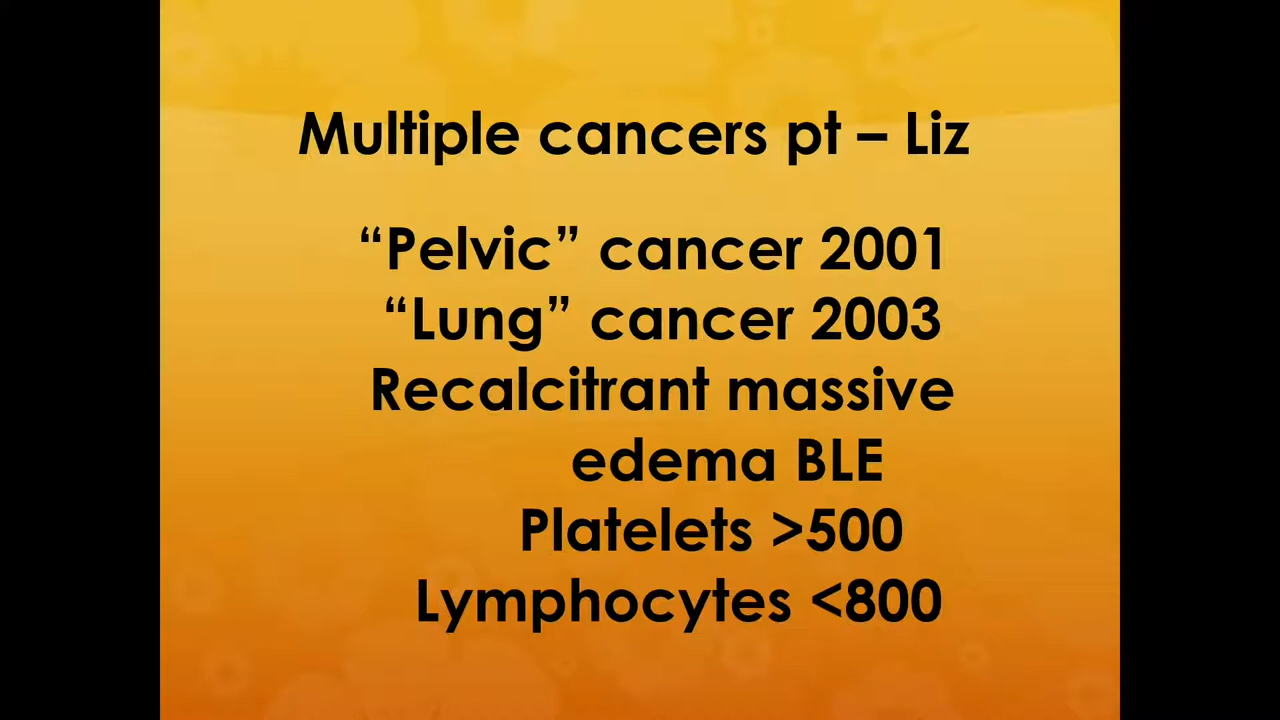 Multiple cancers pt – Liz
“Pelvic” cancer 2001
“Lung” cancer 2003
Recalcitrant massive
edema BLE
Platelets >500
Lymphocytes <800